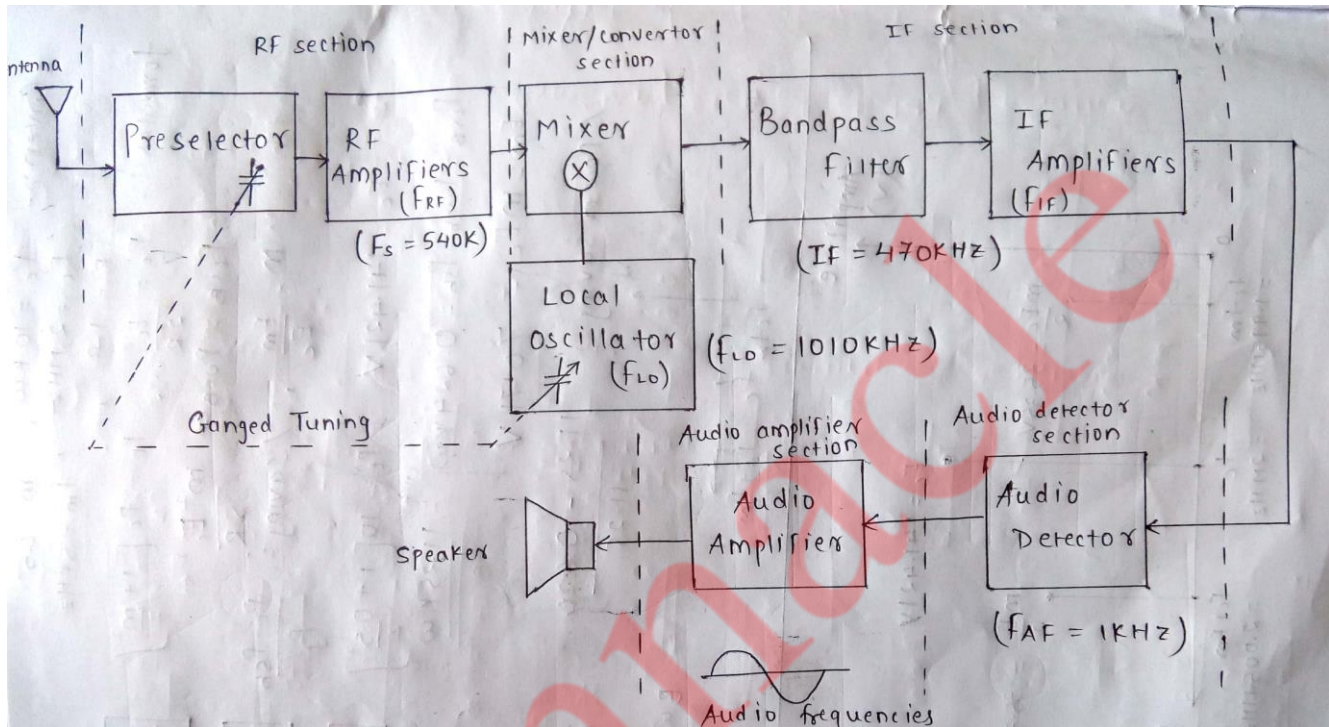 RF section
Mixer/convertor
section
IF section
ntenna
Preselector
RF
Amplifiers
(fRF)
(Fs = 540K)
Mixer
X
Bandpass
Filter
IF
Amplifiers
(fIF)
(IF = 470KHZ)
Local
Oscillator
(fLO)
(fLO = 1010KHZ)
Ganged Tuning
Audio amplifier
section
Audio detector
section
Speaker
Audio
Amplifier
Audio
Detector
(fAF = 1KHZ)
Audio frequencies
nacle